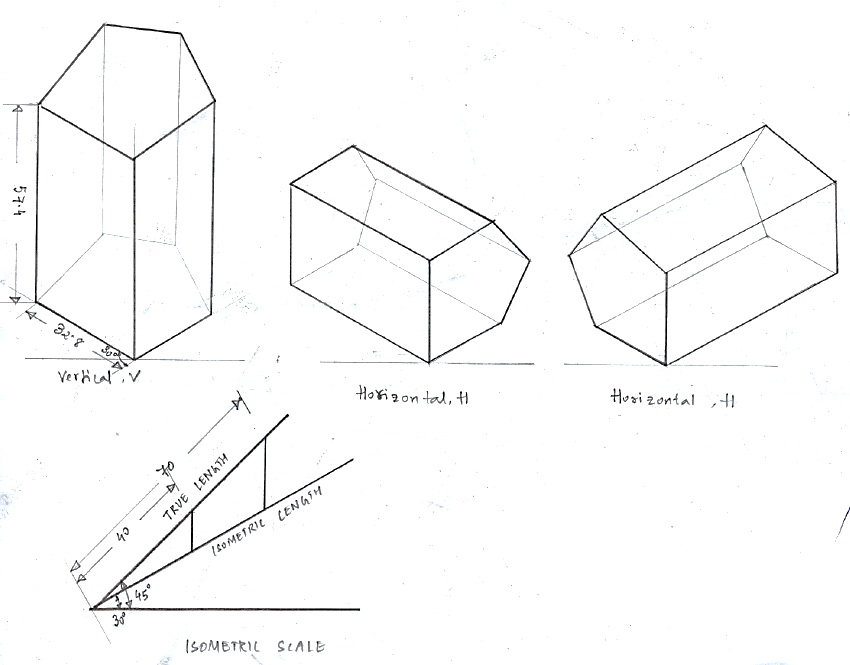 57.4
32.8
30°
Vertical, V
Horizontal, H
Horizontal, H
70
TRUE LENGTH
40
ISOMETRIC LENGTH
45°
30°
ISOMETRIC SCALE